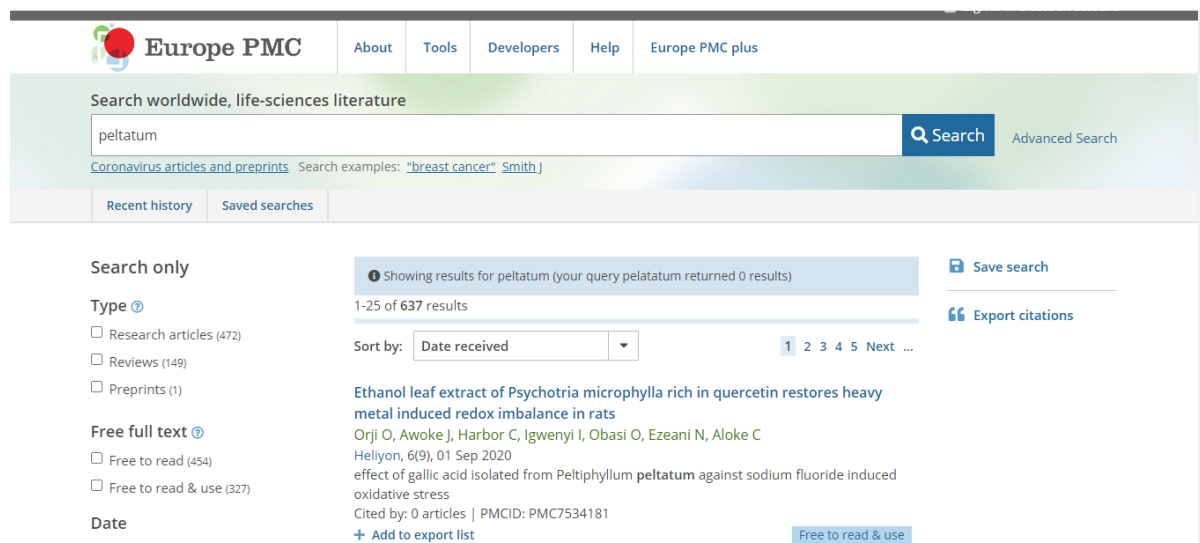 Europe PMC
About Tools Developers Help Europe PMC plus
Search worldwide, life-sciences literature
peltatum
Search
Advanced Search
Coronavirus articles and preprints Search examples: "breast cancer" Smith J
Recent history Saved searches
Search only
Type
Research articles (472)
Reviews (149)
Preprints (1)
Free full text
Free to read (454)
Free to read & use (327)
Date
Showing results for peltatum (your query pelatatum returned 0 results)
1-25 of 637 results
Sort by: Date received
1 2 3 4 5 Next ...
Ethanol leaf extract of Psychotria microphylla rich in quercetin restores heavy
metal induced redox imbalance in rats
Orji O, Awoke J, Harbor C, Igwenyi I, Obasi O, Ezeani N, Aloke C
Heliyon, 6(9), 01 Sep 2020
effect of gallic acid isolated from Peltiphyllum peltatum against sodium fluoride induced
oxidative stress
Cited by: 0 articles | PMCID: PMC7534181
+ Add to export list
Free to read & use
Save search
Export citations